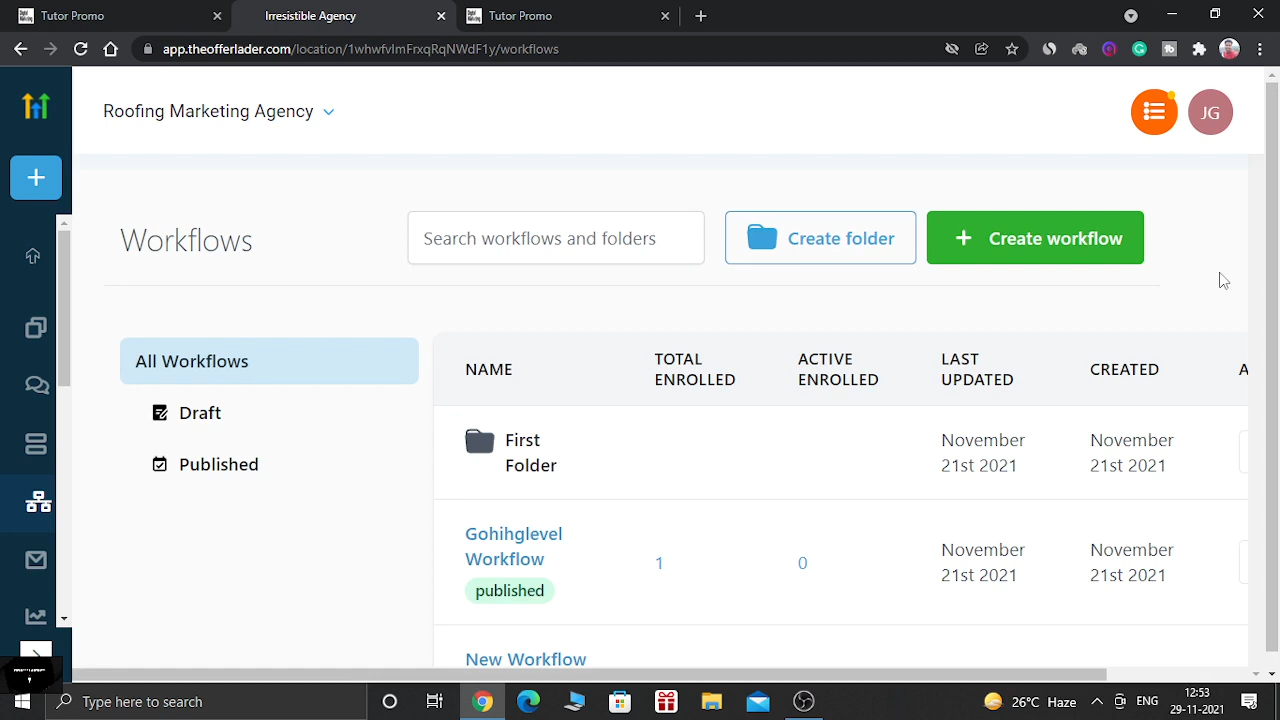 Tutor Promo
Irresistible Agency
Tutor Promo
app.theofferlader.com/location/1whwfvImFrxqRqNWdF1y/workflows
Roofing Marketing Agency
JG
Workflows
Search workflows and folders
Create folder
+ Create workflow
All Workflows
Draft
Published
NAME
TOTAL
ENROLLED
ACTIVE
ENROLLED
LAST
UPDATED
CREATED
A
First
Folder
November
21st 2021
November
21st 2021
Gohihglevel
Workflow
published
1
0
November
21st 2021
November
21st 2021
New Workflow
Type here to search
26°C Haze
ENG
12:53
29-11-2021